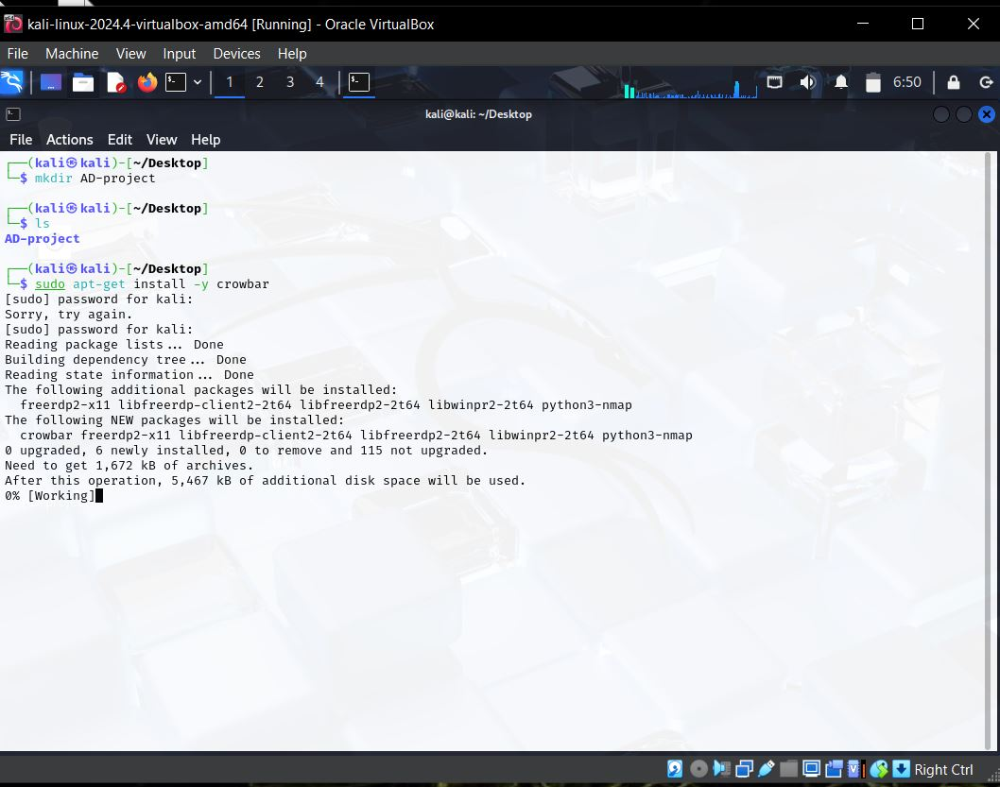 kali-linux-2024.4-virtualbox-amd64 [Running] - Oracle VirtualBox
File Machine View Input Devices Help
1 2 3 4 6:50
kali@kali: ~/Desktop
File Actions Edit View Help
┌──(kali㉿kali)-[~/Desktop]
└─$ mkdir AD-project
┌──(kali㉿kali)-[~/Desktop]
└─$ ls
AD-project
┌──(kali㉿kali)-[~/Desktop]
└─$ sudo apt-get install -y crowbar
[sudo] password for kali:
Sorry, try again.
[sudo] password for kali:
Reading package lists... Done
Building dependency tree... Done
Reading state information... Done
The following additional packages will be installed:
freerdp2-x11 libfreerdp-client2-2t64 libfreerdp2-2t64 libwinpr2-2t64 python3-nmap
The following NEW packages will be installed:
crowbar freerdp2-x11 libfreerdp-client2-2t64 libfreerdp2-2t64 libwinpr2-2t64 python3-nmap
0 upgraded, 6 newly installed, 0 to remove and 115 not upgraded.
Need to get 1,672 kB of archives.
After this operation, 5,467 kB of additional disk space will be used.
0% [Working]
Right Ctrl